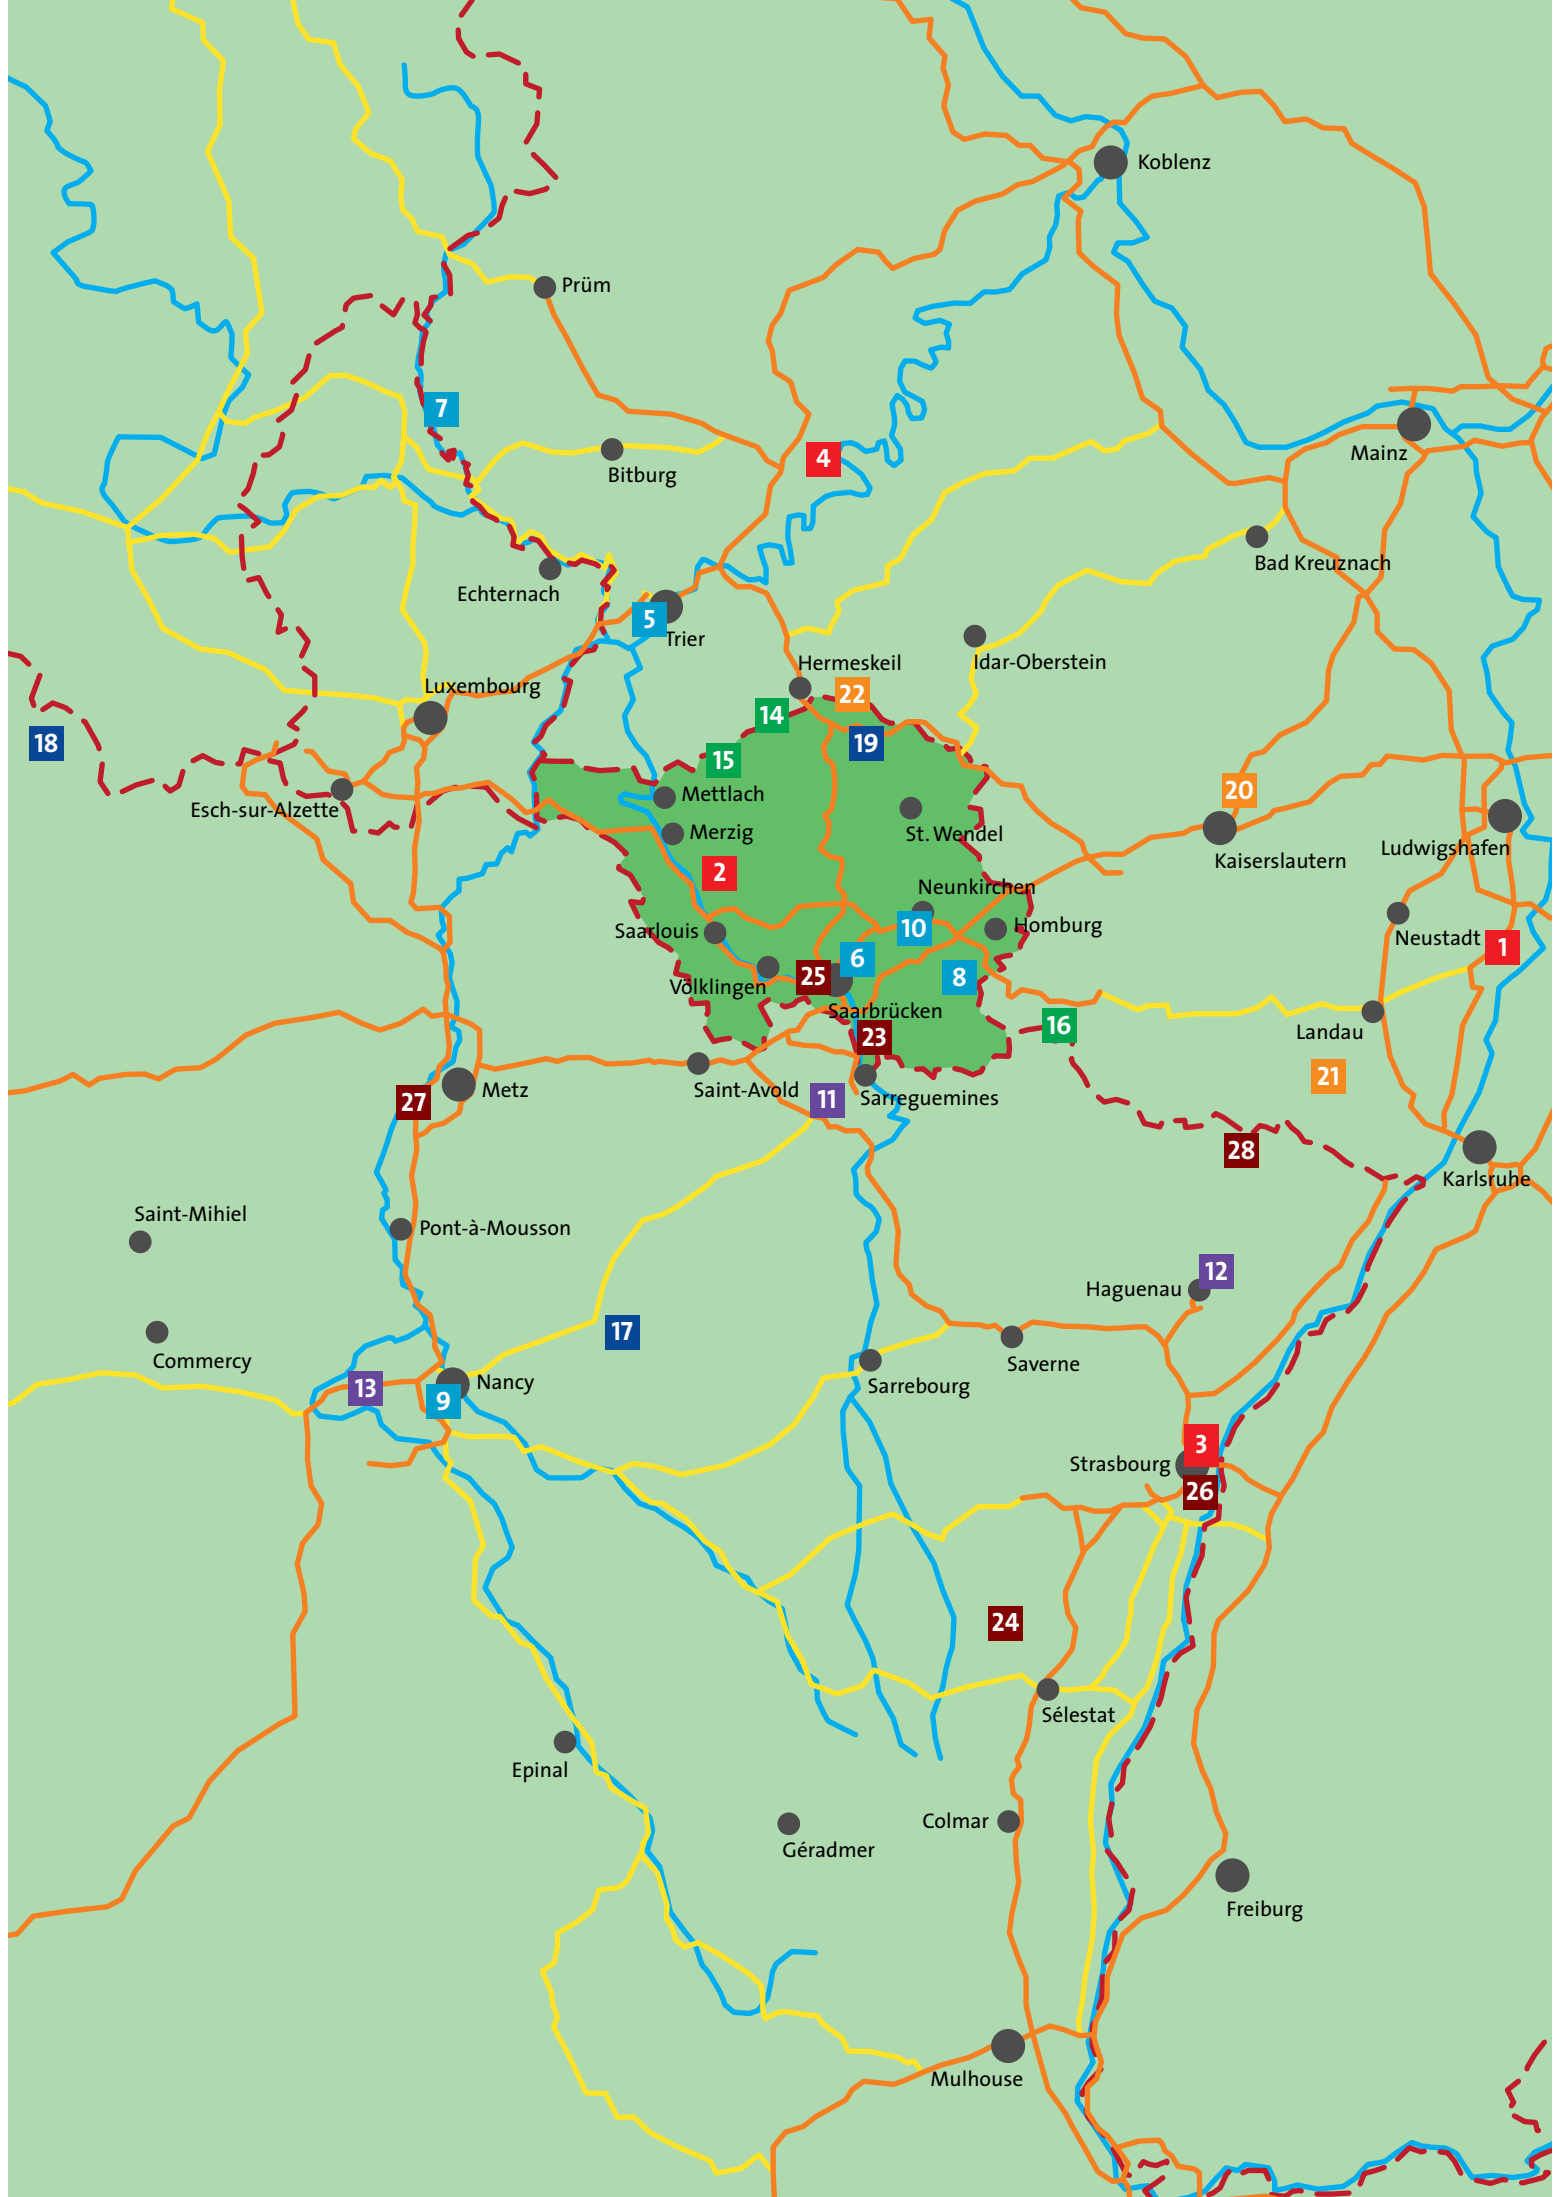 Koblenz
Prüm
7
Mainz
4
Bitburg
Bad Kreuznach
Echternach
5
Trier
Idar-Oberstein
Hermeskeil
Luxembourg
22
14
18
19
15
Mettlach
20
Esch-sur-Alzette
Merzig
St. Wendel
Ludwigshafen
Kaiserslautern
2
Neunkirchen
Saarlouis
10
Homburg
Neustadt
1
6
25
8
Völklingen
Saarbrücken
16
Landau
23
21
Metz
Saint-Avold
27
11
Sarreguemines
28
Karlsruhe
Saint-Mihiel
Pont-à-Mousson
12
Haguenau
17
Commercy
Saverne
13
Nancy
Sarrebourg
9
3
Strasbourg
26
24
Sélestat
Epinal
Colmar
Géradmer
Freiburg
Mulhouse